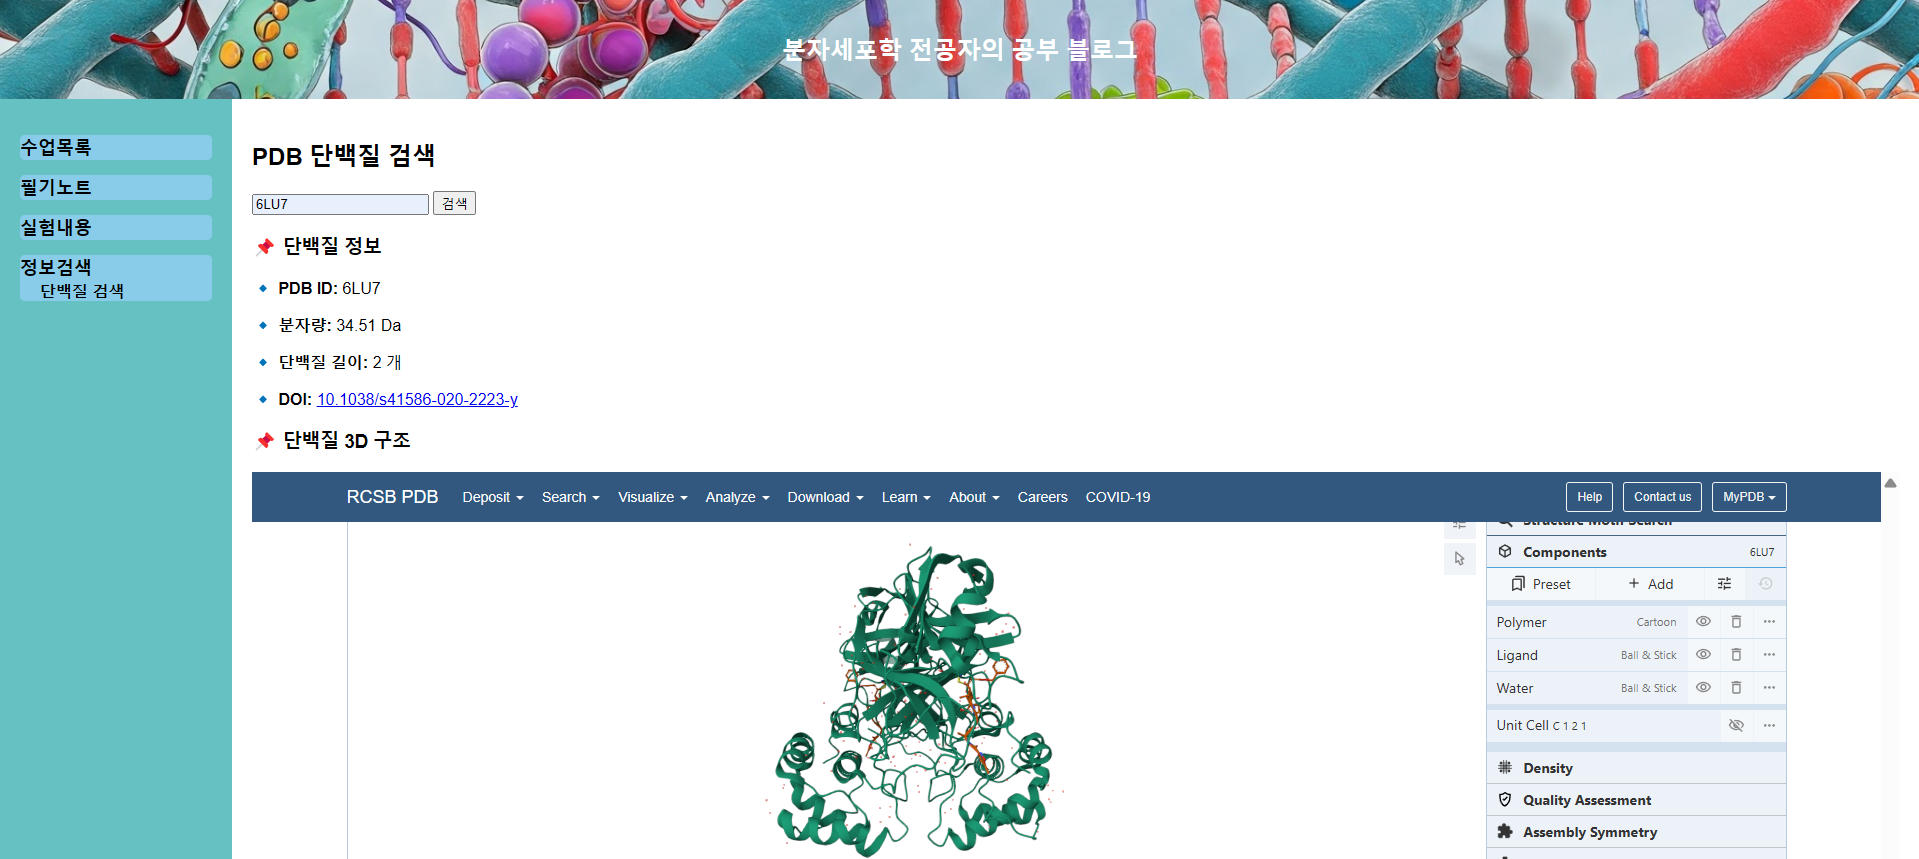 분자세포학 전공자의 공부 블로그
수업목록
필기노트
실험내용
정보검색
단백질 검색
PDB 단백질 검색
6LU7 검색
단백질 정보
PDB ID: 6LU7
분자량: 34.51 Da
단백질 길이: 2 개
DOI: 10.1038/s41586-020-2223-y
단백질 3D 구조
RCSB PDB Deposit Search Visualize Analyze Download Learn About Careers COVID-19 Help Contact us MyPDB
Structure Motif Search
Components 6LU7
Preset + Add
Polymer Cartoon
Ligand Ball & Stick
Water Ball & Stick
Unit Cell C 1 2 1
Density
Quality Assessment
Assembly Symmetry